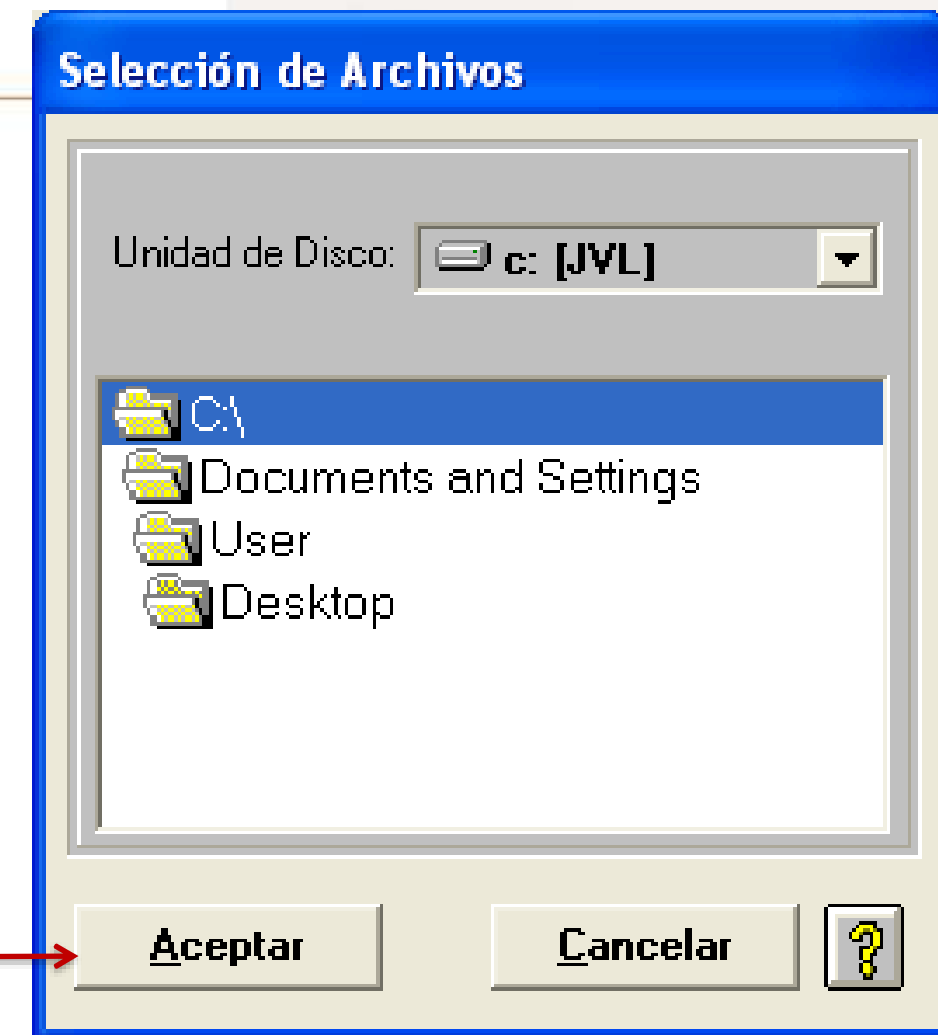 Selección de Archivos
Unidad de Disco: c: [JVL]
C:\
Documents and Settings
User
Desktop
Aceptar Cancelar ?